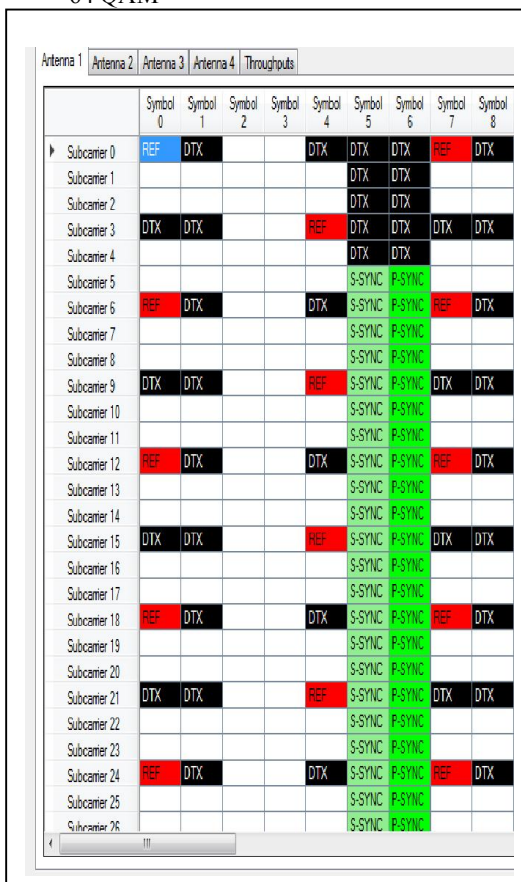 64 QAM
Antenna 1 Antenna 2 Antenna 3 Antenna 4 Throughputs
Symbol 0 Symbol 1 Symbol 2 Symbol 3 Symbol 4 Symbol 5 Symbol 6 Symbol 7 Symbol 8
Subcarrier 0 REF DTX DTX DTX DTX REF DTX
Subcarrier 1 DTX DTX
Subcarrier 2 DTX DTX
Subcarrier 3 DTX DTX REF DTX DTX DTX DTX
Subcarrier 4 DTX DTX
Subcarrier 5 S-SYNC P-SYNC
Subcarrier 6 REF DTX DTX S-SYNC P-SYNC REF DTX
Subcarrier 7 S-SYNC P-SYNC
Subcarrier 8 S-SYNC P-SYNC
Subcarrier 9 DTX DTX REF S-SYNC P-SYNC DTX DTX
Subcarrier 10 S-SYNC P-SYNC
Subcarrier 11 S-SYNC P-SYNC
Subcarrier 12 REF DTX DTX S-SYNC P-SYNC REF DTX
Subcarrier 13 S-SYNC P-SYNC
Subcarrier 14 S-SYNC P-SYNC
Subcarrier 15 DTX DTX REF S-SYNC P-SYNC DTX DTX
Subcarrier 16 S-SYNC P-SYNC
Subcarrier 17 S-SYNC P-SYNC
Subcarrier 18 REF DTX DTX S-SYNC P-SYNC REF DTX
Subcarrier 19 S-SYNC P-SYNC
Subcarrier 20 S-SYNC P-SYNC
Subcarrier 21 DTX DTX REF S-SYNC P-SYNC DTX DTX
Subcarrier 22 S-SYNC P-SYNC
Subcarrier 23 S-SYNC P-SYNC
Subcarrier 24 REF DTX DTX S-SYNC P-SYNC REF DTX
Subcarrier 25 S-SYNC P-SYNC
Subcarrier 26 S-SYNC P-SYNC